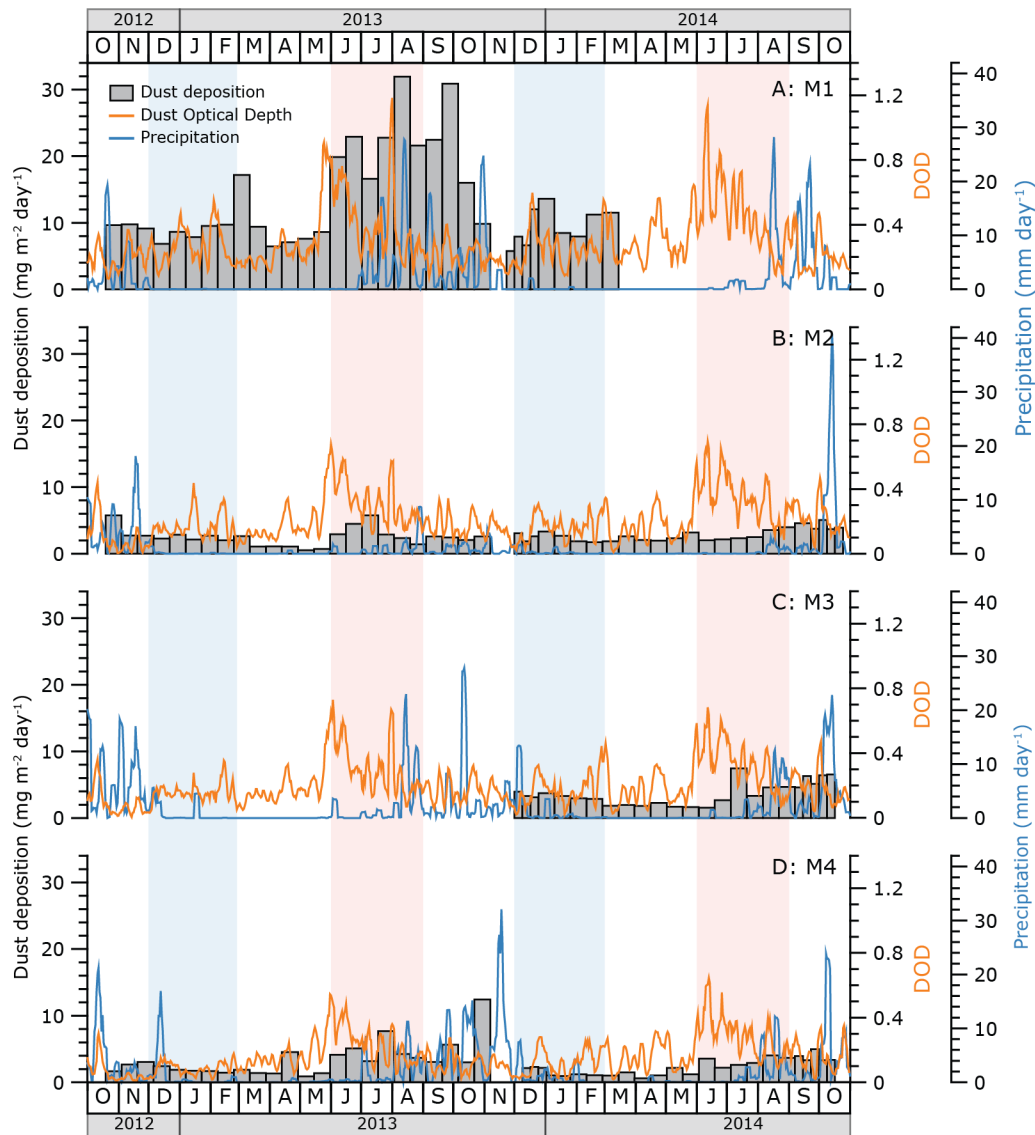 2012 2013 2014
O N D J F M A M J J A S O N D J F M A M J J A S O
Dust deposition
Dust Optical Depth
Precipitation
A: M1
30
20
10
0
1.2
0.8
0.4
0
40
30
20
10
0
Dust deposition (mg m⁻² day⁻¹)
DOD
Precipitation (mm day⁻¹)
B: M2
30
20
10
0
1.2
0.8
0.4
0
40
30
20
10
0
DOD
C: M3
30
20
10
0
1.2
0.8
0.4
0
40
30
20
10
0
Dust deposition (mg m⁻² day⁻¹)
DOD
Precipitation (mm day⁻¹)
D: M4
30
20
10
0
1.2
0.8
0.4
0
40
30
20
10
0
DOD
O N D J F M A M J J A S O N D J F M A M J J A S O
2012 2013 2014